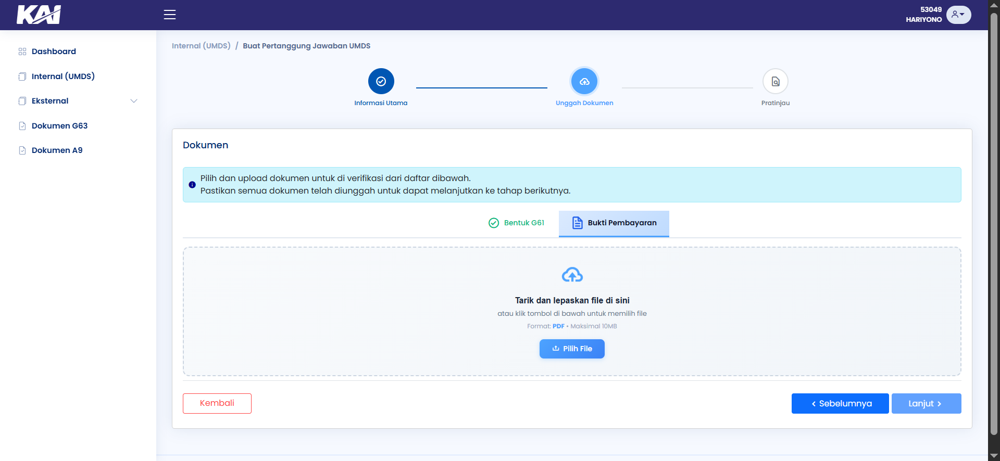 KAI
53049
HARIYONO
Dashboard
Internal (UMDS)
Eksternal
Dokumen G63
Dokumen A9
Internal (UMDS) / Buat Pertanggung Jawaban UMDS
Informasi Utama
Unggah Dokumen
Pratinjau
Dokumen
Pilih dan upload dokumen untuk di verifikasi dari daftar dibawah.
Pastikan semua dokumen telah diunggah untuk dapat melanjutkan ke tahap berikutnya.
Bentuk G61
Bukti Pembayaran
Tarik dan lepaskan file di sini
atau klik tombol di bawah untuk memilih file
Format: PDF • Maksimal 10MB
Pilih File
Kembali
Sebelumnya
Lanjut